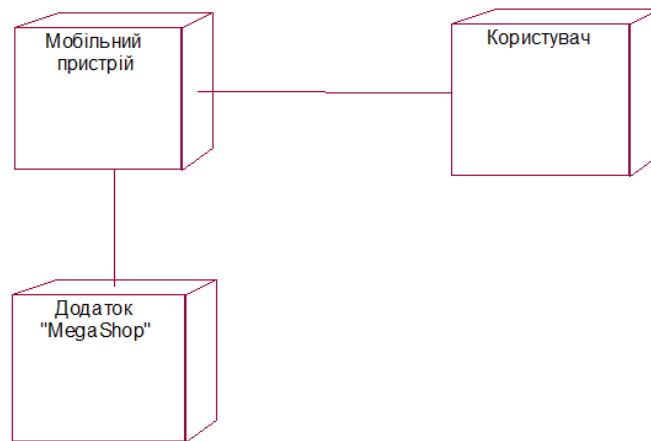 Мобільний
пристрій
Користувач
Додаток
"MegaShop"